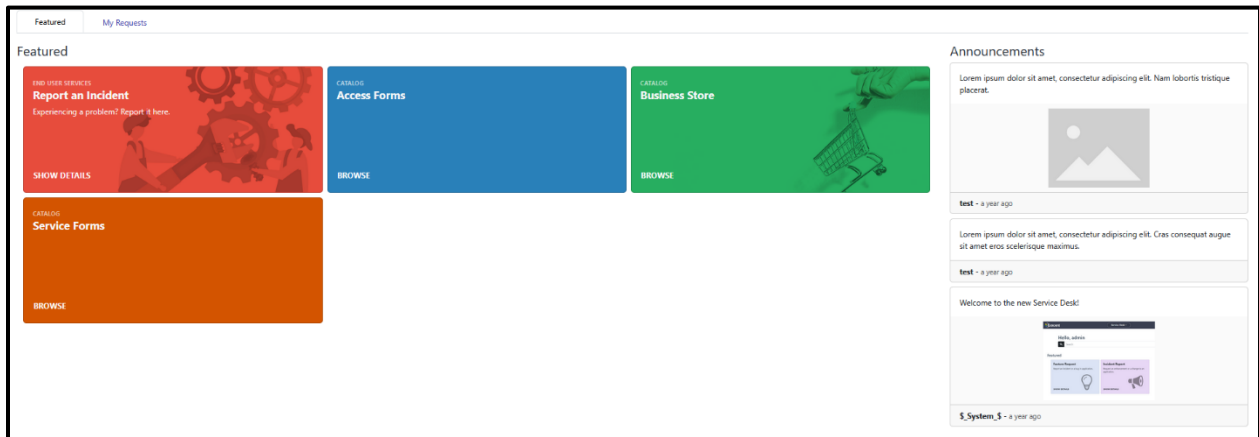 Featured
My Requests
Featured
END USER SERVICES
Report an Incident
Experiencing a problem? Report it here.
SHOW DETAILS
CATALOG
Access Forms
BROWSE
CATALOG
Business Store
BROWSE
CATALOG
Service Forms
BROWSE
Announcements
Lorem ipsum dolor sit amet, consectetur adipiscing elit. Nam lobortis tristique
placerat.
test - a year ago
Lorem ipsum dolor sit amet, consectetur adipiscing elit. Cras consequat augue
sit amet eros scelerisque maximus.
test - a year ago
Welcome to the new Service Desk!
Hello, admin
$_System_$ - a year ago